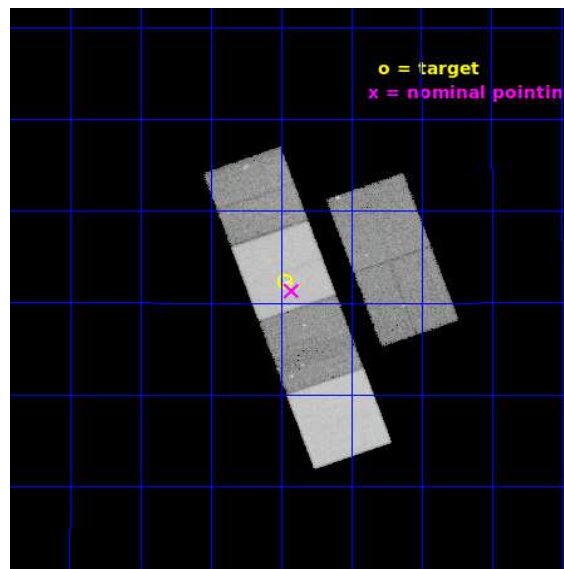 o = target
x = nominal pointin